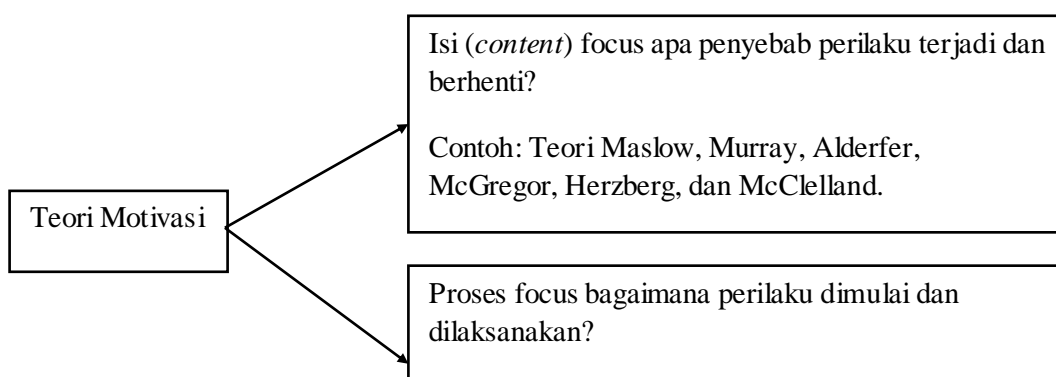 Isi (content) focus apa penyebab perilaku terjadi dan
berhenti?
Contoh: Teori Maslow, Murray, Alderfer,
McGregor, Herzberg, dan McClelland.
Teori Motivasi
Proses focus bagaimana perilaku dimulai dan
dilaksanakan?